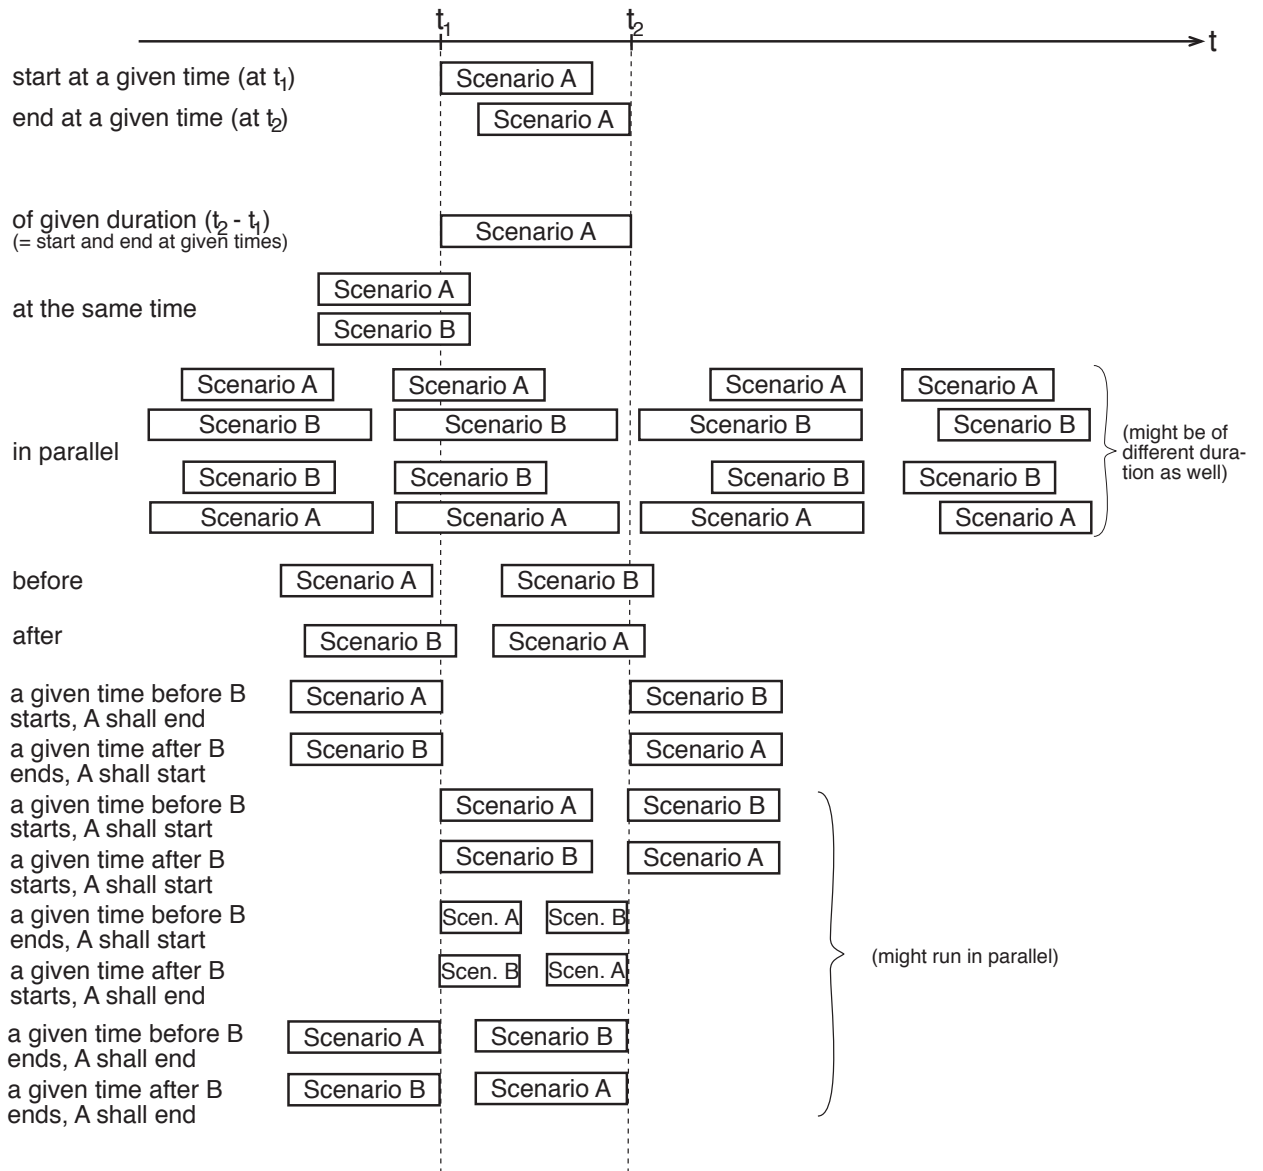 t1 t2
t
start at a given time (at t1) Scenario A
end at a given time (at t2) Scenario A
of given duration (t2 - t1) Scenario A
(= start and end at given times)
Scenario A
at the same time
Scenario B
Scenario A Scenario A Scenario A Scenario A
Scenario B Scenario B Scenario B Scenario B
in parallel
(might be of
different dura-
tion as well)
Scenario B Scenario B Scenario B Scenario B
Scenario A Scenario A Scenario A Scenario A
before Scenario A Scenario B
after Scenario B Scenario A
a given time before B Scenario A Scenario B
starts, A shall end
a given time after B Scenario B Scenario A
ends, A shall start
a given time before B Scenario A Scenario B
starts, A shall start
a given time after B Scenario B Scenario A
starts, A shall start
a given time before B Scen. A Scen. B
ends, A shall start
(might run in parallel)
a given time after B Scen. B Scen. A
starts, A shall end
a given time before B Scenario A Scenario B
ends, A shall end
a given time after B Scenario B Scenario A
ends, A shall end